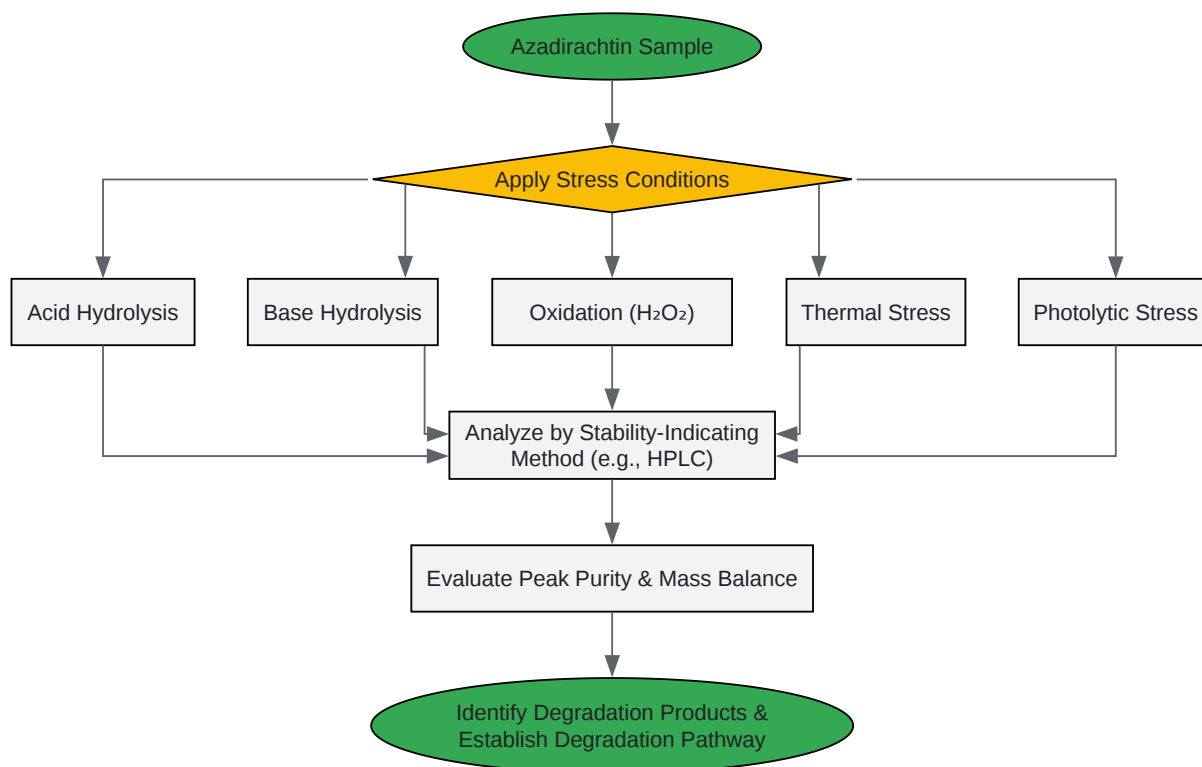 Azadirachtin Sample
Apply Stress Conditions
Acid Hydrolysis
Base Hydrolysis
Oxidation (H₂O₂)
Thermal Stress
Photolytic Stress
Analyze by Stability-Indicating
Method (e.g., HPLC)
Evaluate Peak Purity & Mass Balance
Identify Degradation Products &
Establish Degradation Pathway